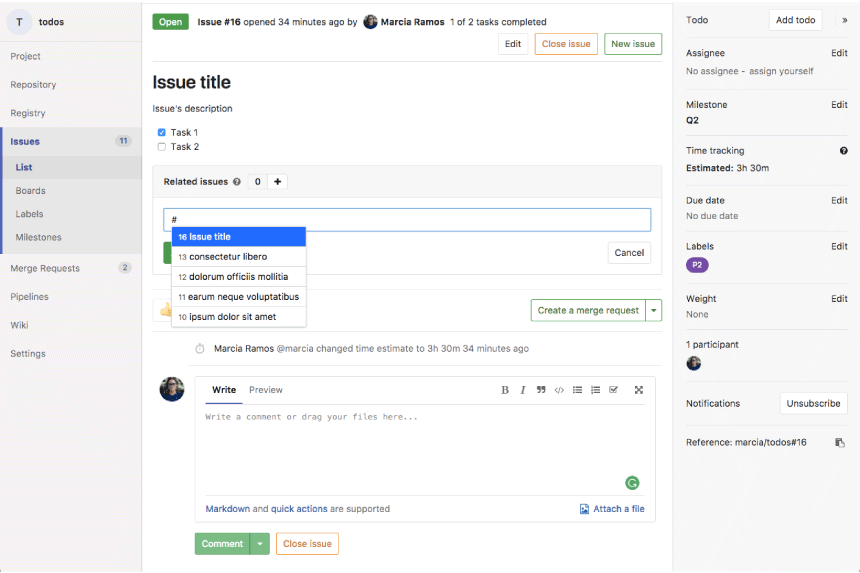 T todos
Project
Repository
Registry
Issues 11
List
Boards
Labels
Milestones
Merge Requests 2
Pipelines
Wiki
Settings
Open Issue #16 opened 34 minutes ago by Marcia Ramos 1 of 2 tasks completed
Edit Close issue New issue
Issue title
Issue's description
Task 1
Task 2
Related issues ? 0 +
#
16 Issue title
13 consectetur libero
12 dolorum officiis mollitia
11 earum neque voluptatibus
10 ipsum dolor sit amet
Cancel
Create a merge request
Marcia Ramos @marcia changed time estimate to 3h 30m 34 minutes ago
Write Preview
B I
Write a comment or drag your files here...
Markdown and quick actions are supported
Attach a file
Comment Close issue
Todo Add todo »
Assignee Edit
No assignee - assign yourself
Milestone Edit
Q2
Time tracking ?
Estimated: 3h 30m
Due date Edit
No due date
Labels Edit
P2
Weight Edit
None
1 participant
Notifications Unsubscribe
Reference: marcia/todos#16